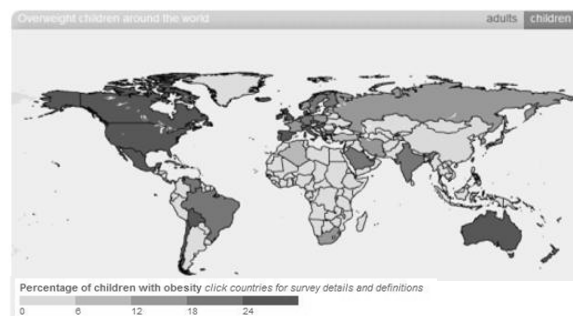 Overweight children around the world
adults children
Percentage of children with obesity click countries for survey details and definitions
0 6 12 18 24